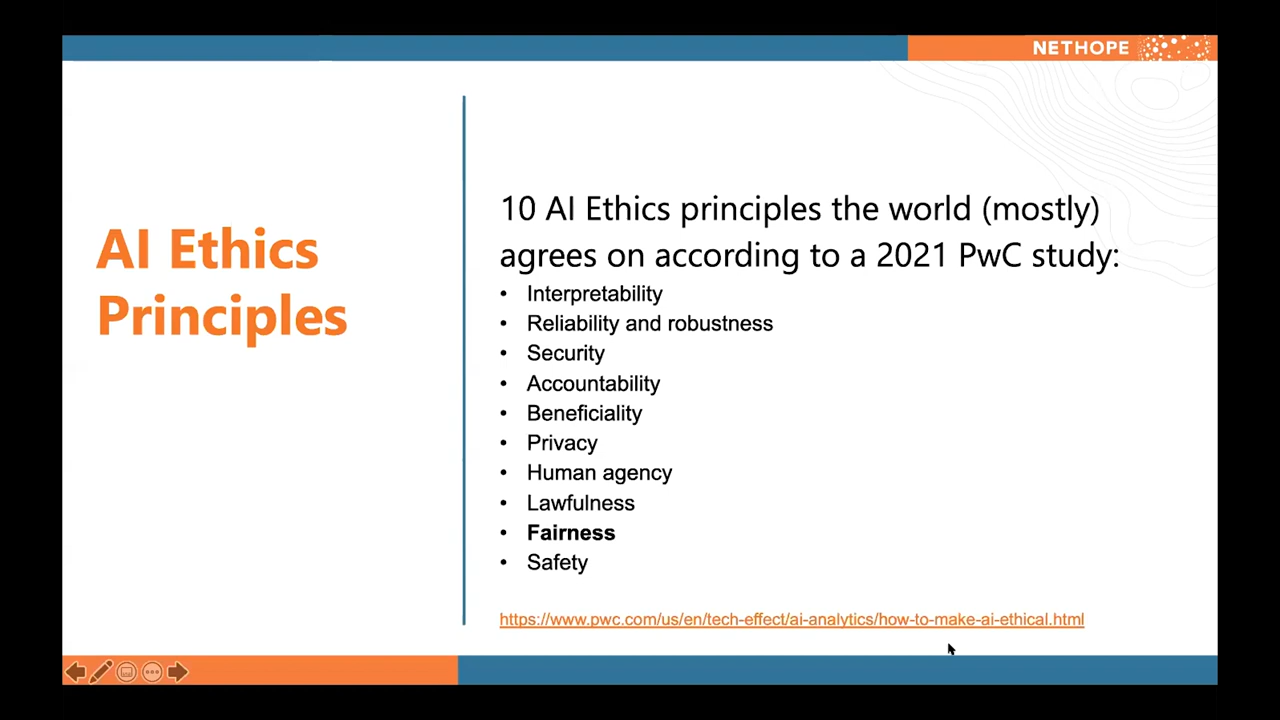 NETHOPE
AI Ethics
Principles
10 AI Ethics principles the world (mostly)
agrees on according to a 2021 PwC study:
• Interpretability
• Reliability and robustness
• Security
• Accountability
• Beneficiality
• Privacy
• Human agency
• Lawfulness
• Fairness
• Safety
https://www.pwc.com/us/en/tech-effect/ai-analytics/how-to-make-ai-ethical.html